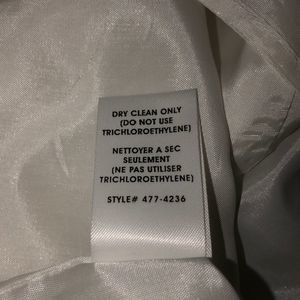 DRY CLEAN ONLY
(DO NOT USE
TRICHLOROETHYLENE)
NETTOYER A SEC
SEULEMENT
(NE PAS UTILISER
TRICHLOROETHYLENE)
STYLE# 477-4236